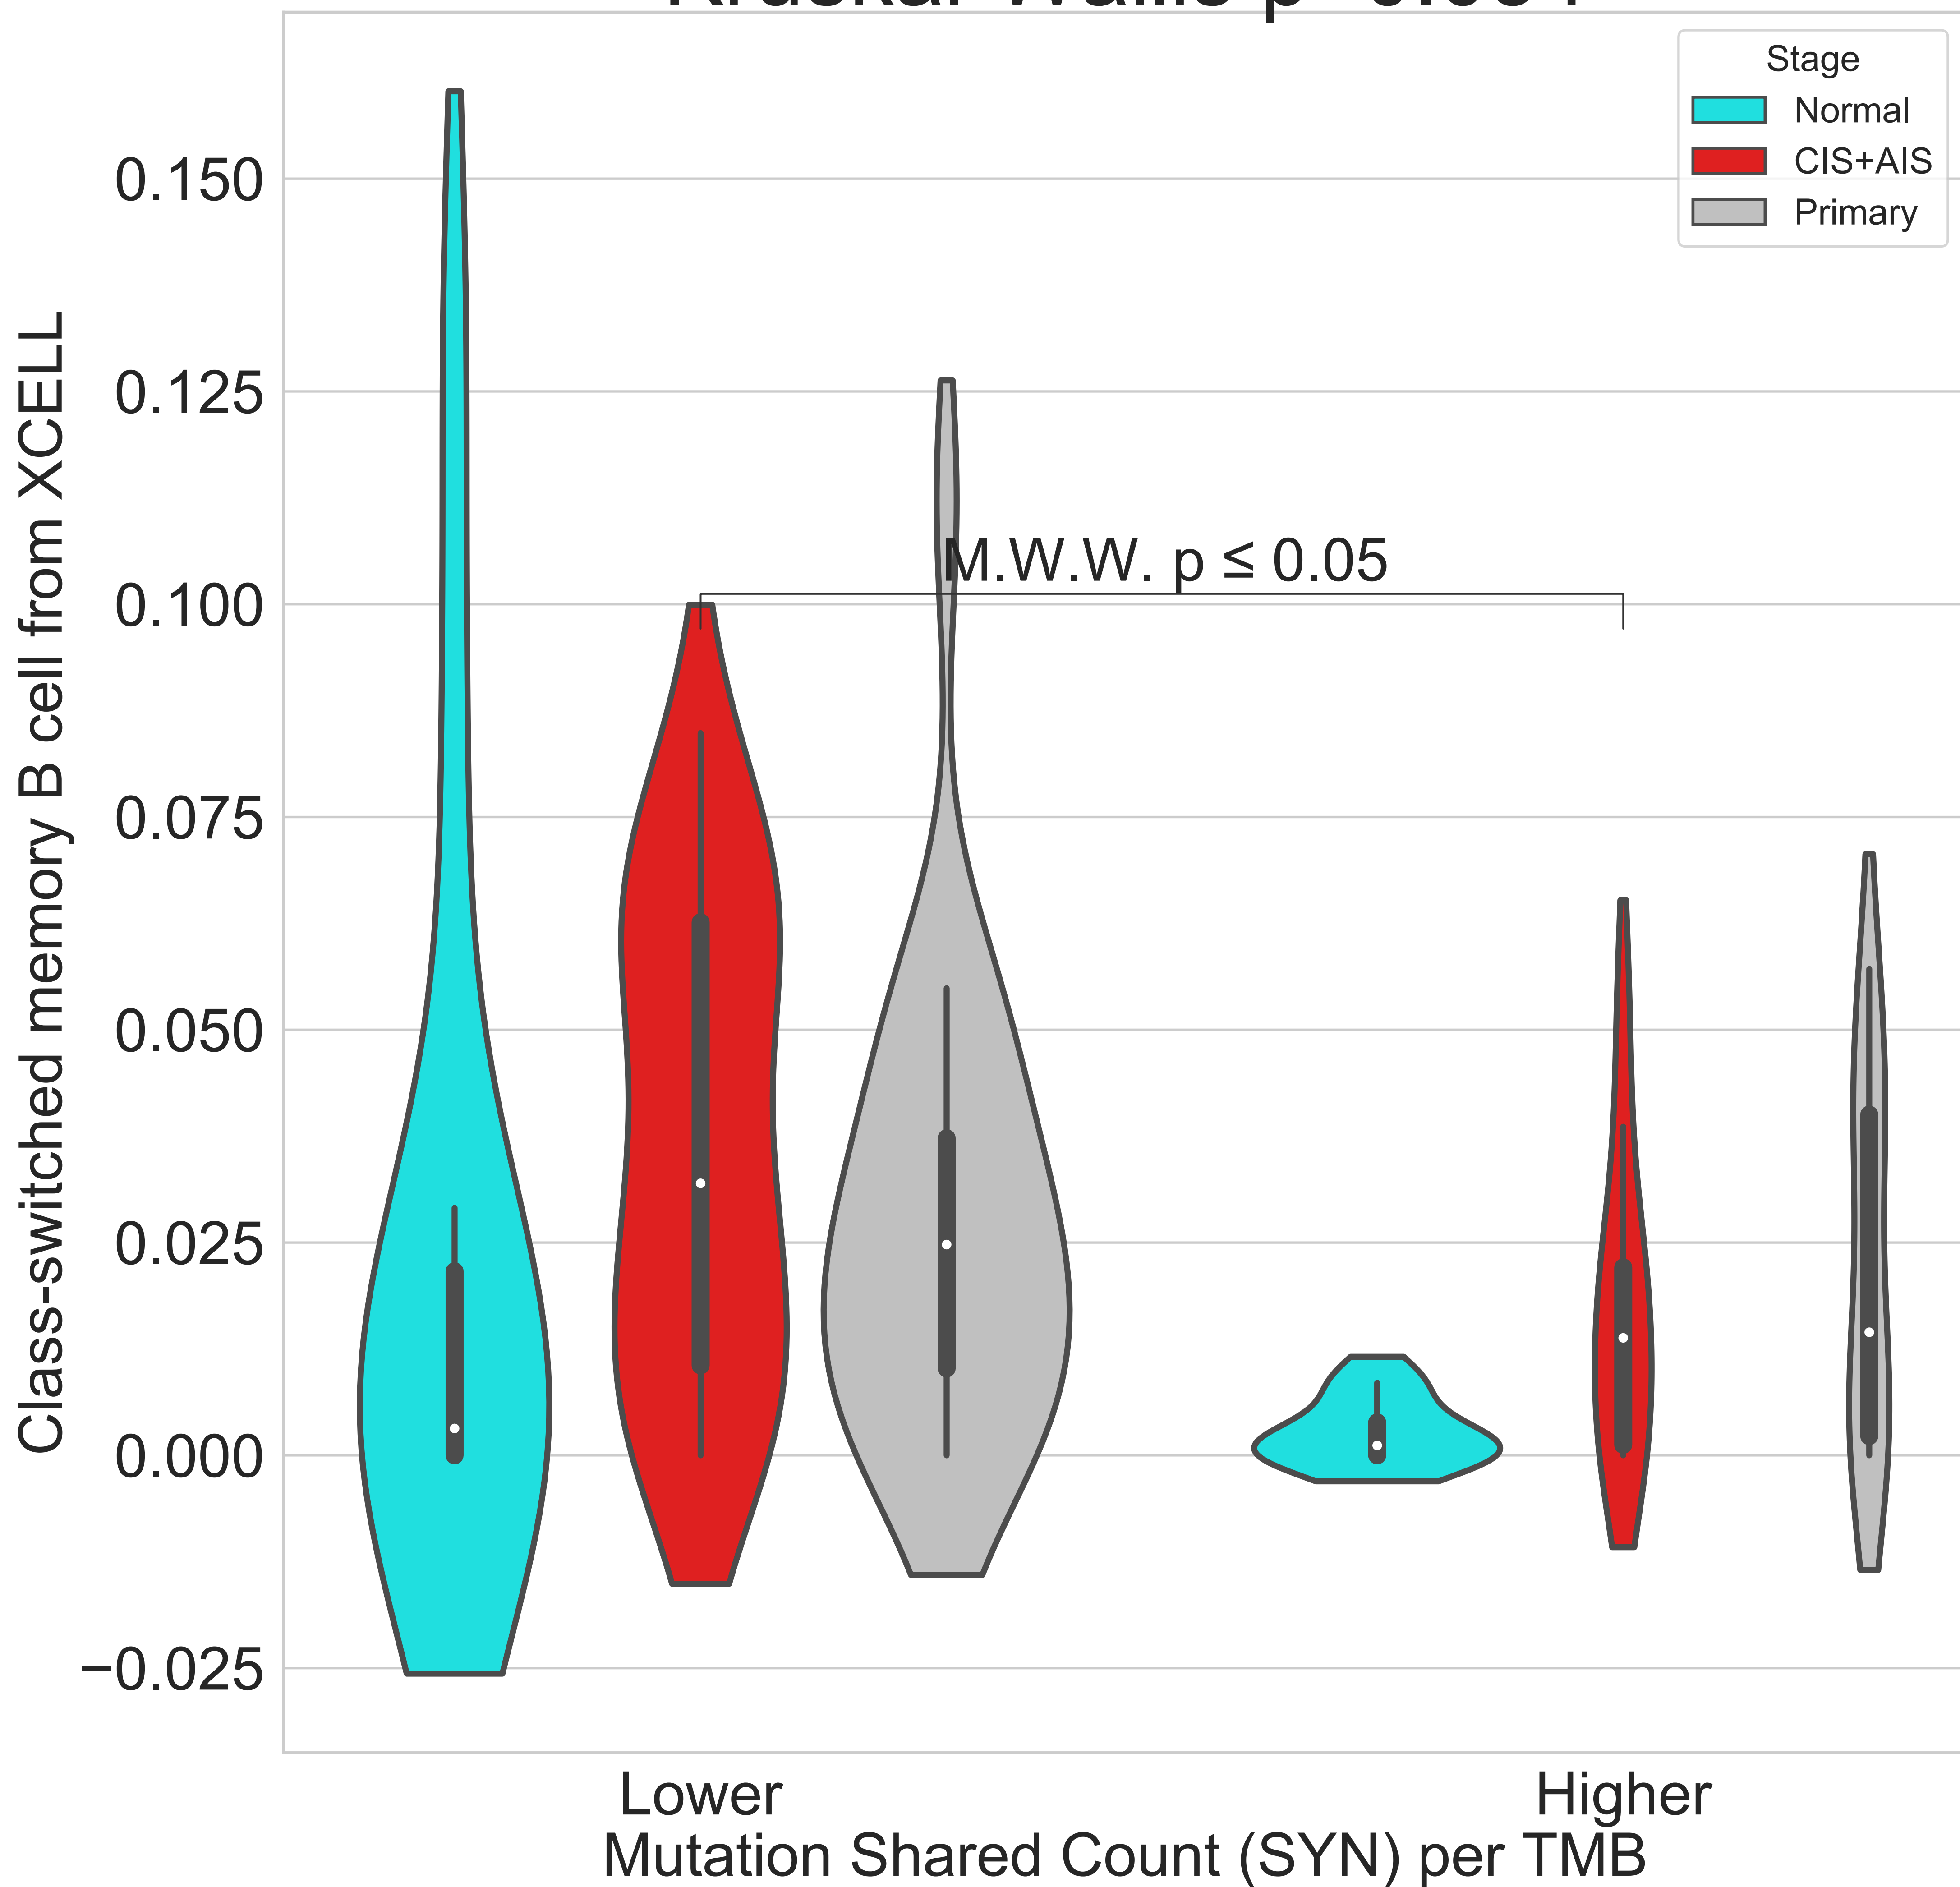 Stage
Normal
CIS+AIS
Primary
0.150
0.125
0.100
0.075
0.050
0.025
0.000
−0.025
Class-switched memory B cell from XCELL
M.W.W. p ≤ 0.05
Lower
Higher
Mutation Shared Count (SYN) per TMB